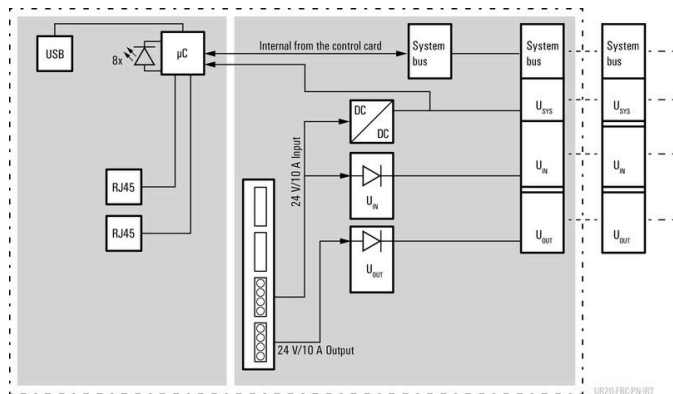 USB
8x
µC
Internal from the control card
System
bus
System
bus
System
bus
DC
DC
U SYS
U SYS
24 V/10 A Input
RJ45
U IN
U IN
U IN
RJ45
U OUT
U OUT
U OUT
24 V/10 A Output
UR20-FBC-PN-IRT